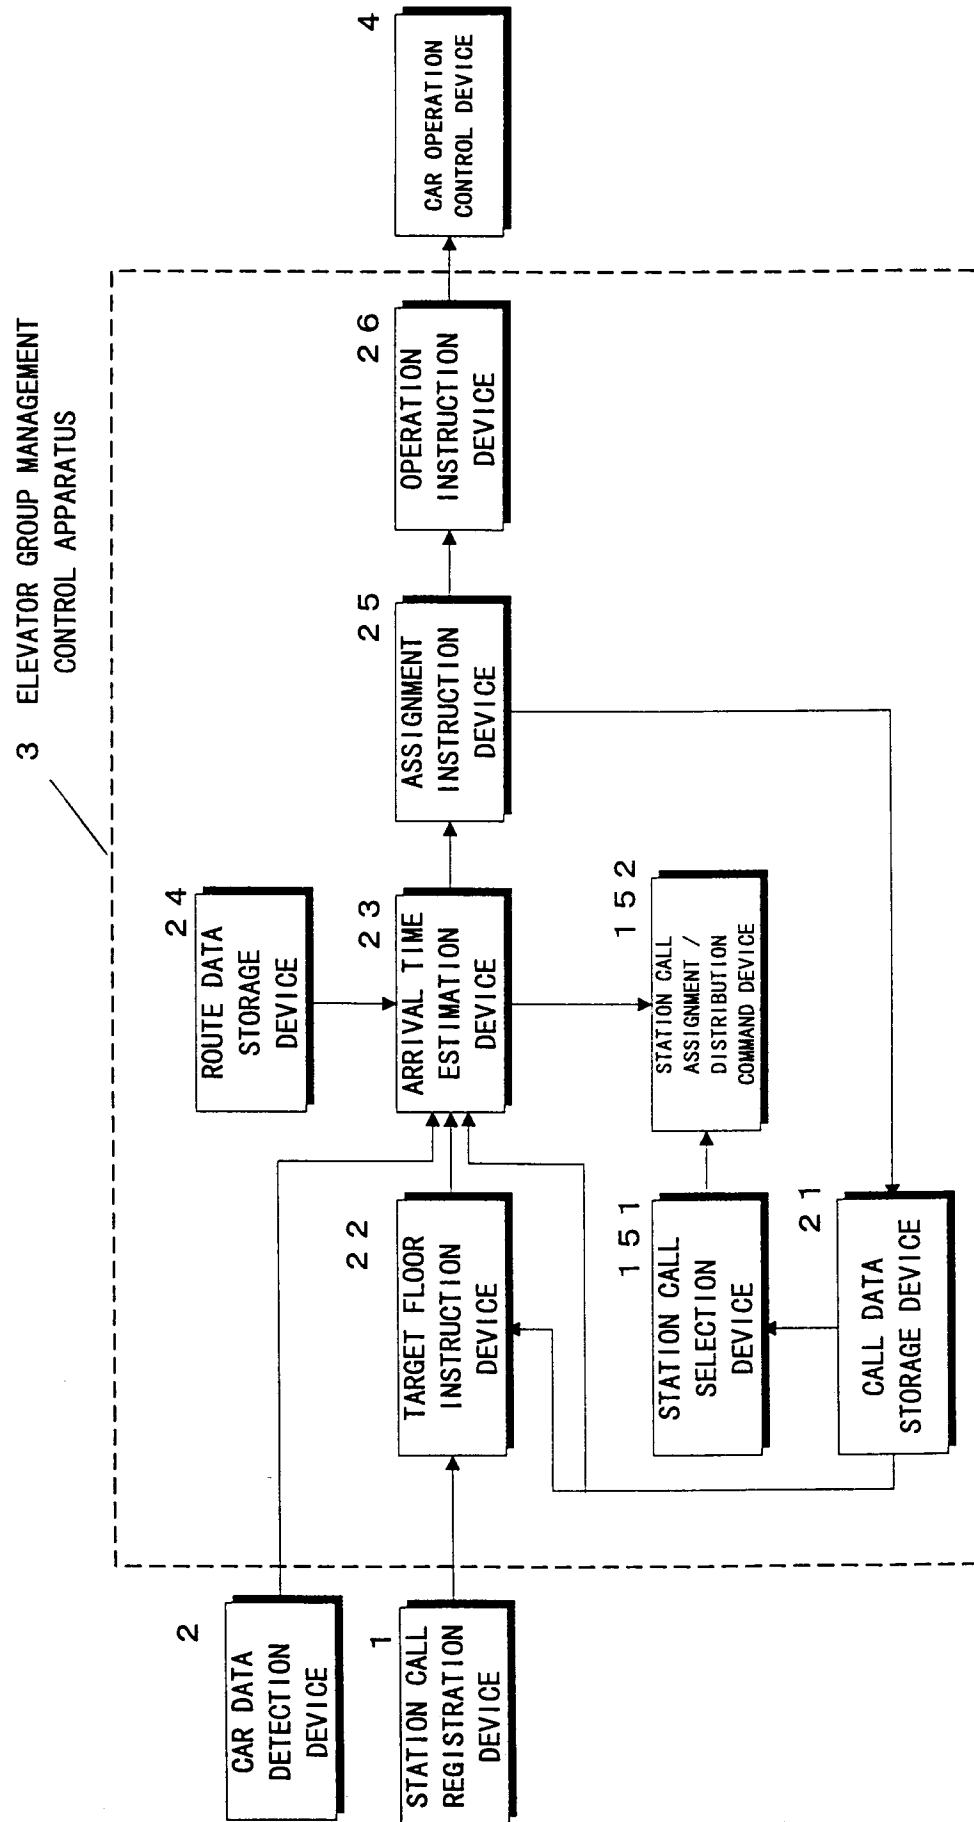 3 ELEVATOR GROUP MANAGEMENT
CONTROL APPARATUS
2
CAR DATA
DETECTION
DEVICE
1
STATION CALL
REGISTRATION
DEVICE
24
ROUTE DATA
STORAGE
DEVICE
22
TARGET FLOOR
INSTRUCTION
DEVICE
23
ARRIVAL TIME
ESTIMATION
DEVICE
25
ASSIGNMENT
INSTRUCTION
DEVICE
26
OPERATION
INSTRUCTION
DEVICE
4
CAR OPERATION
CONTROL DEVICE
151
STATION CALL
SELECTION
DEVICE
152
STATION CALL
ASSIGNMENT /
DISTRIBUTION
COMMAND DEVICE
21
CALL DATA
STORAGE DEVICE